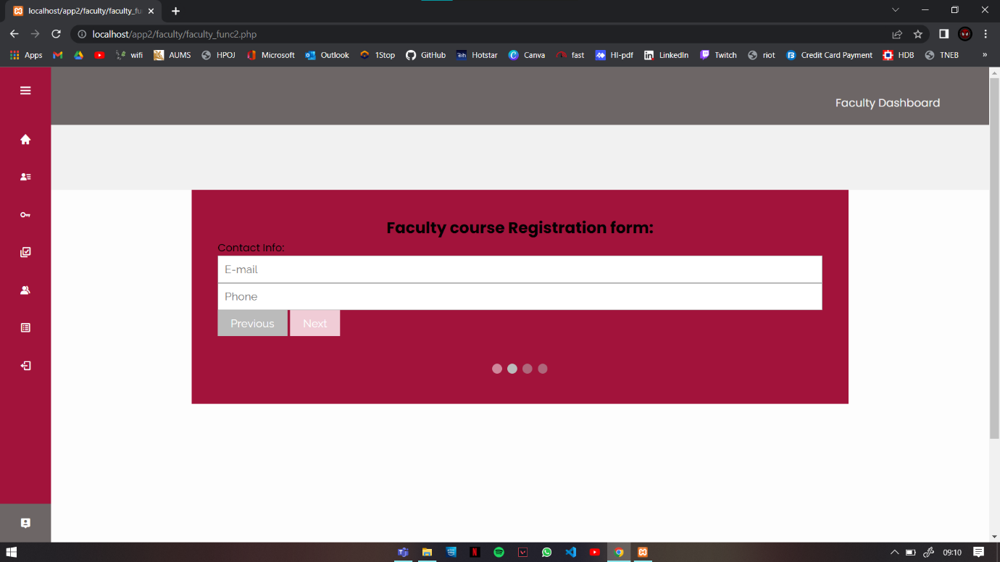 localhost/app2/faculty/faculty_fu
localhost/app2/faculty/faculty_func2.php
Apps wifi AUMS HPOJ Microsoft Outlook 1Stop GitHub Hotstar Canva fast HI-pdf LinkedIn Twitch riot Credit Card Payment HDB TNEB »
Faculty Dashboard
Faculty course Registration form:
Contact Info:
E-mail
Phone
Previous Next
09:10